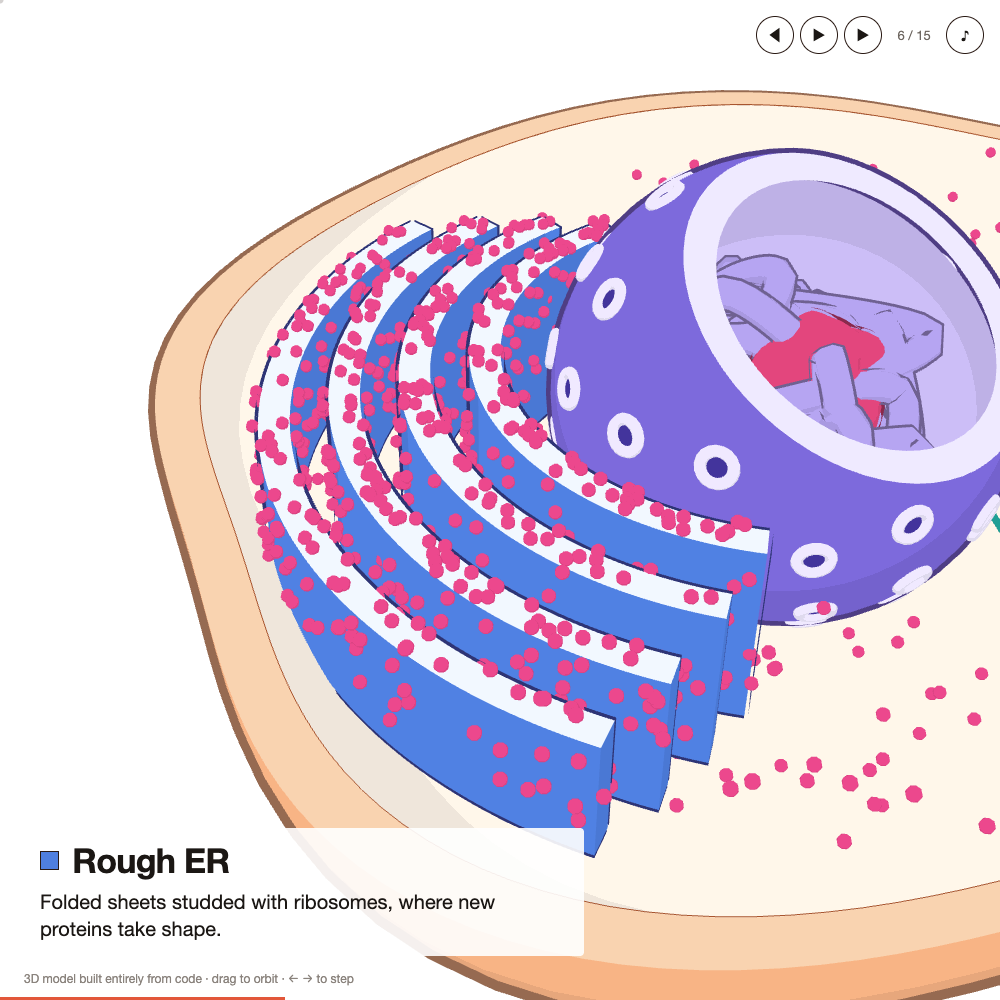 6 / 15
Rough ER
Folded sheets studded with ribosomes, where new
proteins take shape.
3D model built entirely from code · drag to orbit · ← → to step